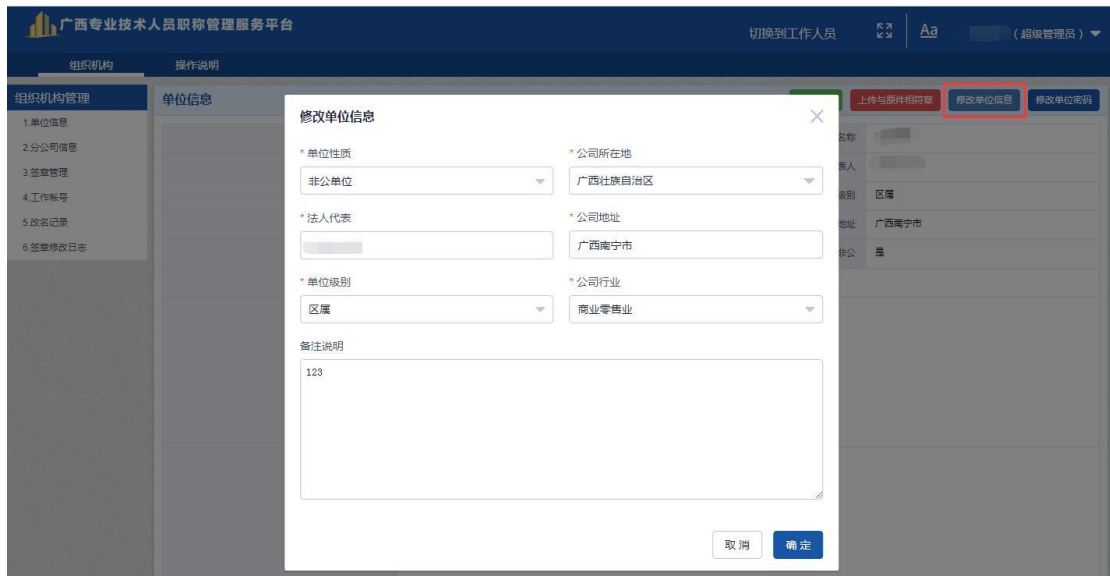 广西专业技术人员职称管理服务平台
切换到工作人员
Aa
(超级管理员)
组织机构
操作说明
组织机构管理
1.单位信息
2.分公司信息
3.签章管理
4.工作账号
5.改名记录
6.签章修改日志
单位信息
上传与原件相符章
修改单位信息
修改单位密码
名称
表人
级别
区属
地址
广西南宁市
非公
是
修改单位信息
* 单位性质
* 公司所在地
非公单位
广西壮族自治区
* 法人代表
* 公司地址
广西南宁市
* 单位级别
* 公司行业
区属
商业零售业
备注说明
123
取消
确定